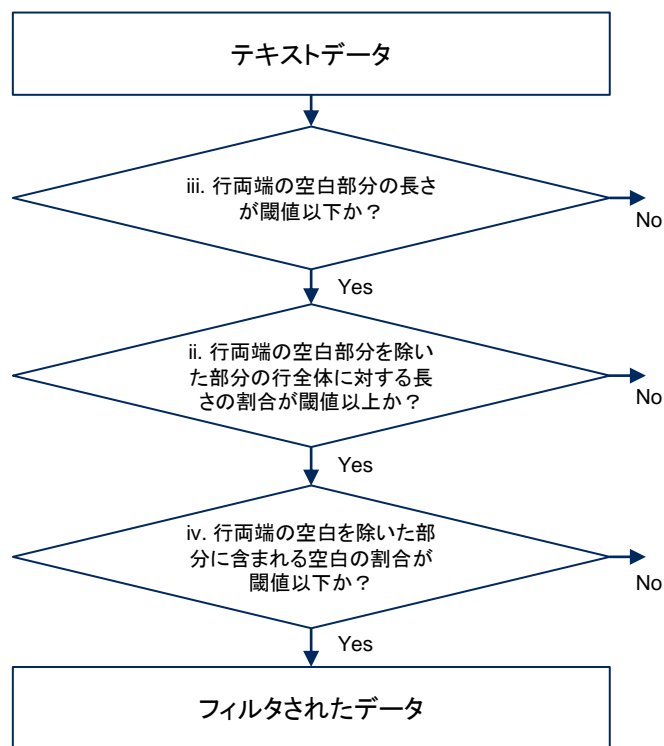 テキストデータ
iii. 行両端の空白部分の長さ
が閾値以下か？
No
Yes
ii. 行両端の空白部分を除い
た部分の行全体に対する長
さの割合が閾値以上か？
No
Yes
iv. 行両端の空白を除いた部
分に含まれる空白の割合が
閾値以下か？
No
Yes
フィルタされたデータ